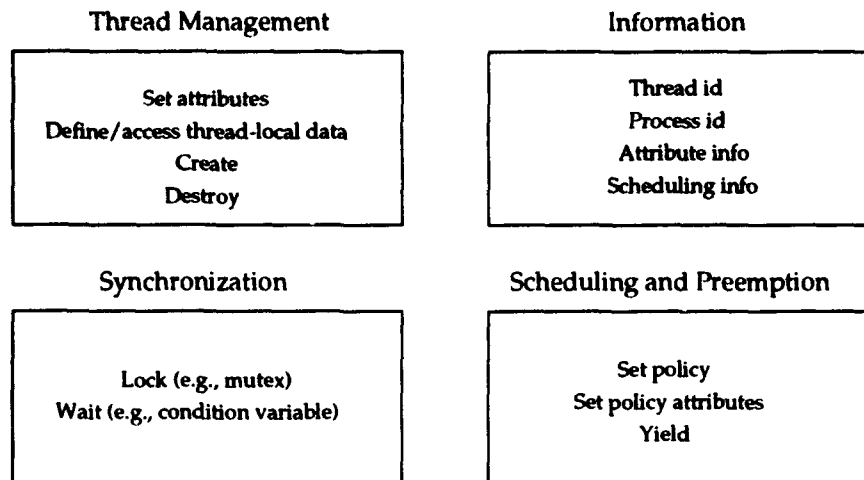 Thread Management
Set attributes
Define/access thread-local data
Create
Destroy
Information
Thread id
Process id
Attribute info
Scheduling info
Synchronization
Lock (e.g., mutex)
Wait (e.g., condition variable)
Scheduling and Preemption
Set policy
Set policy attributes
Yield